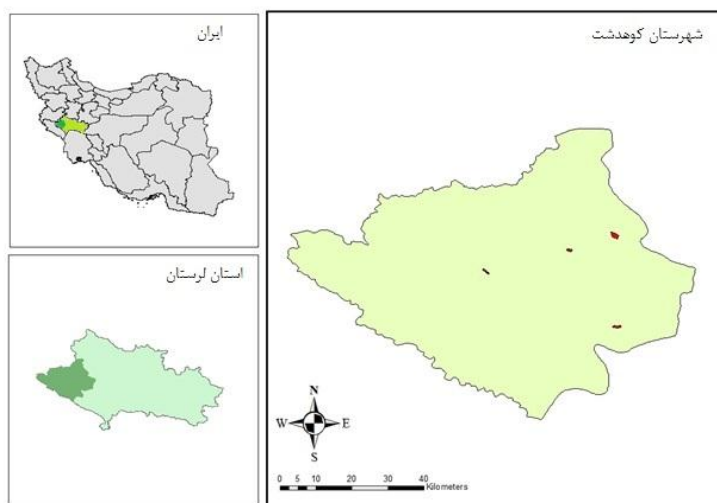 ایران
شهرستان کوهدشت
استان لرستان
N
W E
S
0 5 10 20 30 40
Kilometers